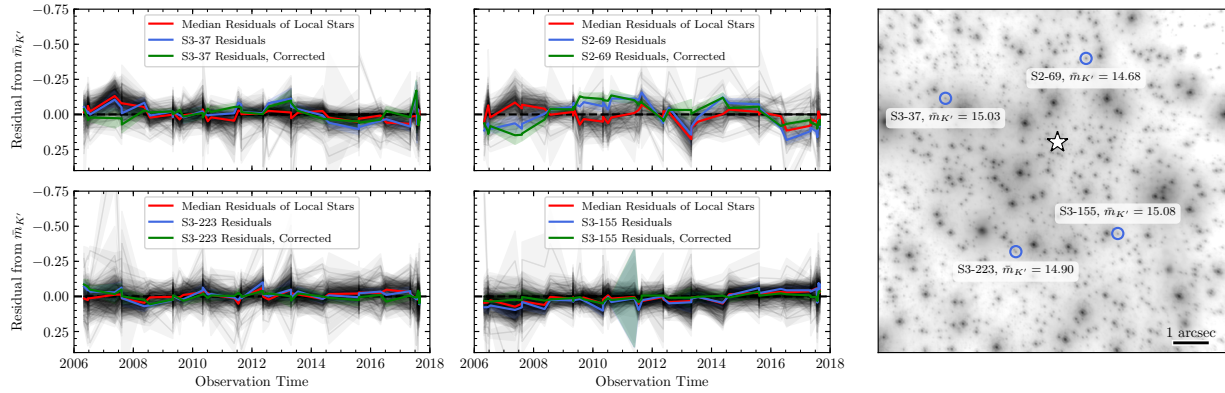 Residual from m̄K′
−0.75
−0.50
−0.25
0.00
0.25
Median Residuals of Local Stars
S3-37 Residuals
S3-37 Residuals, Corrected
Median Residuals of Local Stars
S2-69 Residuals
S2-69 Residuals, Corrected
Residual from m̄K′
−0.75
−0.50
−0.25
0.00
0.25
Median Residuals of Local Stars
S3-223 Residuals
S3-223 Residuals, Corrected
2006 2008 2010 2012 2014 2016 2018
Observation Time
Median Residuals of Local Stars
S3-155 Residuals
S3-155 Residuals, Corrected
2006 2008 2010 2012 2014 2016 2018
Observation Time
S2-69, m̄K′ = 14.68
S3-37, m̄K′ = 15.03
S3-155, m̄K′ = 15.08
S3-223, m̄K′ = 14.90
1 arcsec